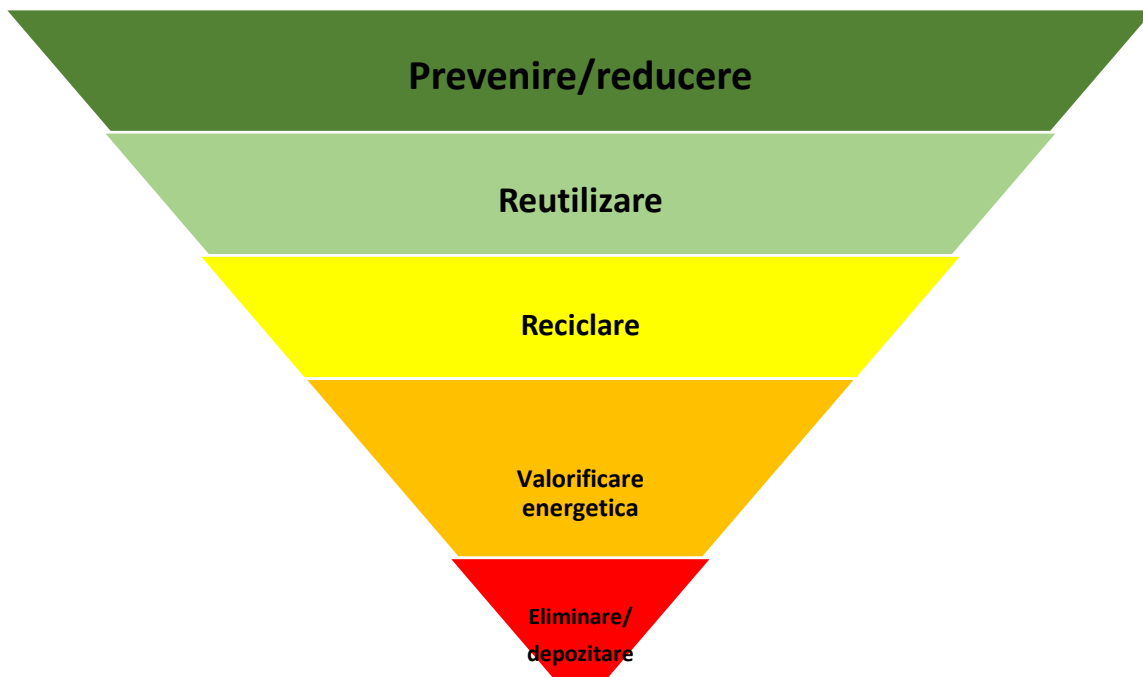 Prevenire/reducere
Reutilizare
Reciclare
Valorificare
energetica
Eliminare/
depozitare